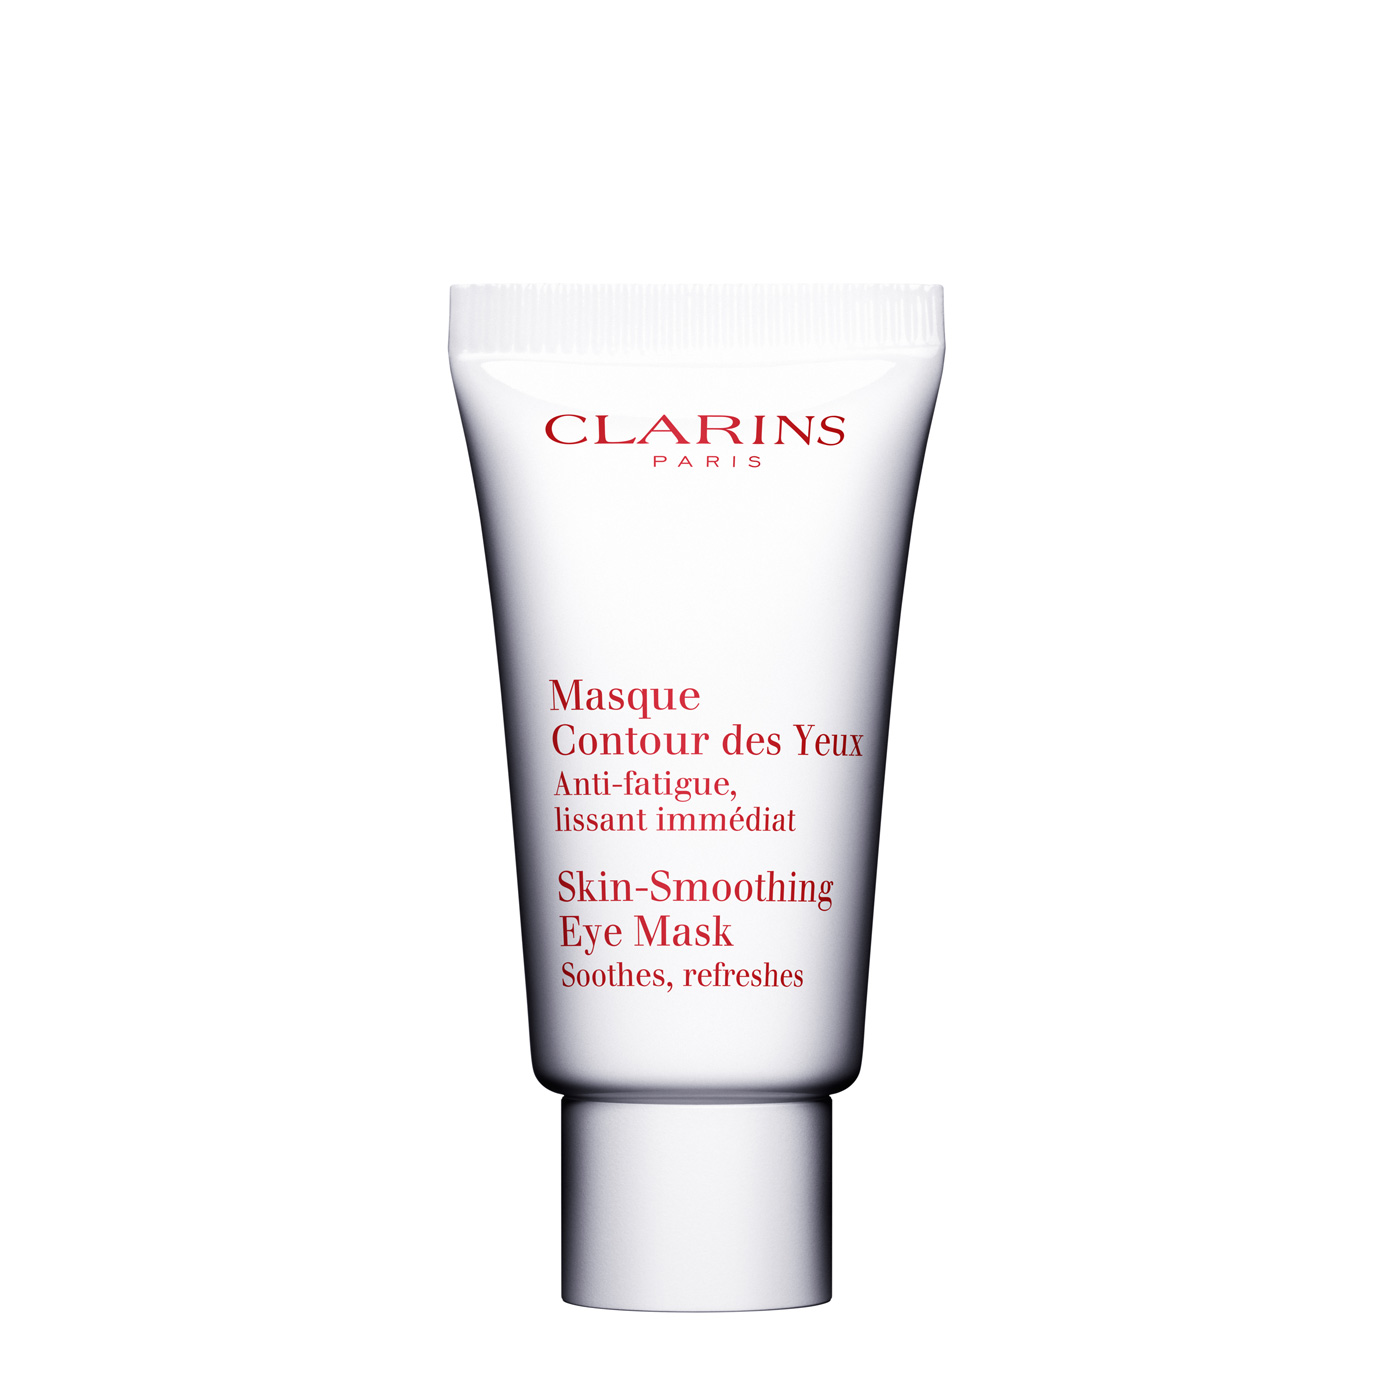 CLARINS
PARIS
Masque
Contour des Yeux
Anti-fatigue,
lissant immédiat
Skin-Smoothing
Eye Mask
Soothes, refreshes